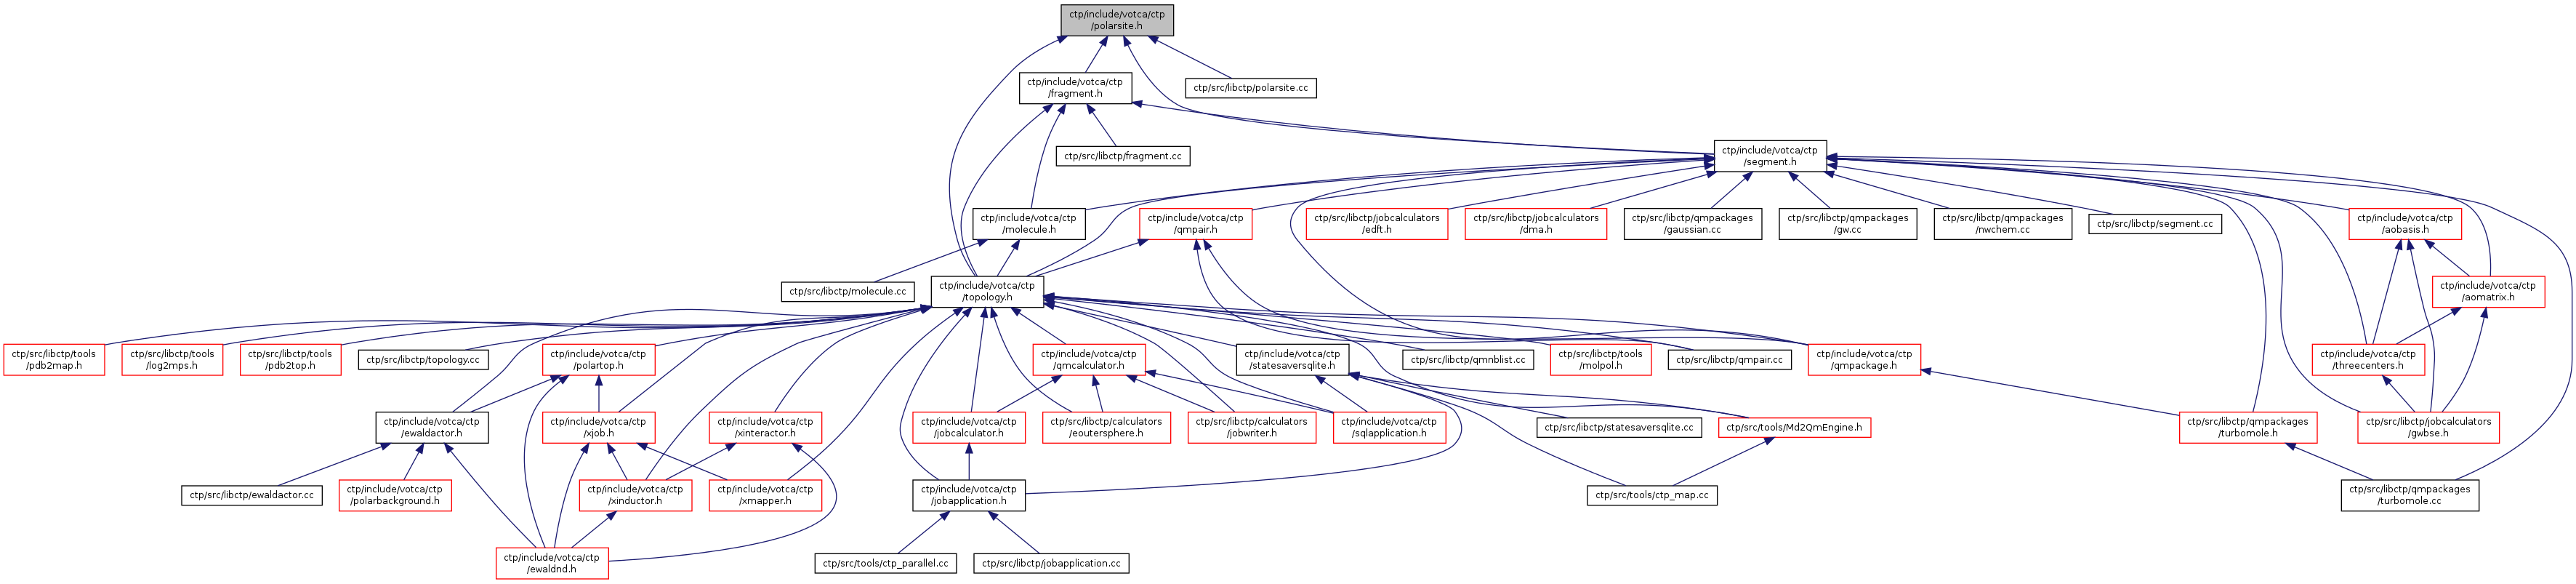 ctp/include/votca/ctp
/polarsite.h
ctp/include/votca/ctp
/fragment.h
ctp/src/libctp/polarsite.cc
ctp/src/libctp/fragment.cc
ctp/include/votca/ctp
/segment.h
ctp/include/votca/ctp
/molecule.h
ctp/include/votca/ctp
/qmpair.h
ctp/src/libctp/jobcalculators
/edft.h
ctp/src/libctp/jobcalculators
/dma.h
ctp/src/libctp/qmpackages
/gaussian.cc
ctp/src/libctp/qmpackages
/gw.cc
ctp/src/libctp/qmpackages
/nwchem.cc
ctp/src/libctp/segment.cc
ctp/include/votca/ctp
/aobasis.h
ctp/src/libctp/molecule.cc
ctp/include/votca/ctp
/topology.h
ctp/include/votca/ctp
/aomatrix.h
ctp/src/libctp/tools
/pdb2map.h
ctp/src/libctp/tools
/log2mps.h
ctp/src/libctp/tools
/pdb2top.h
ctp/src/libctp/topology.cc
ctp/include/votca/ctp
/polartop.h
ctp/include/votca/ctp
/qmcalculator.h
ctp/include/votca/ctp
/statesaversqlite.h
ctp/src/libctp/qmnblist.cc
ctp/src/libctp/tools
/molpol.h
ctp/src/libctp/qmpair.cc
ctp/include/votca/ctp
/qmpackage.h
ctp/include/votca/ctp
/threecenters.h
ctp/include/votca/ctp
/ewaldactor.h
ctp/include/votca/ctp
/xjob.h
ctp/include/votca/ctp
/xinteractor.h
ctp/include/votca/ctp
/jobcalculator.h
ctp/src/libctp/calculators
/eoutersphere.h
ctp/src/libctp/calculators
/jobwriter.h
ctp/include/votca/ctp
/sqlapplication.h
ctp/src/libctp/statesaversqlite.cc
ctp/src/tools/Md2QmEngine.h
ctp/src/libctp/qmpackages
/turbomole.h
ctp/src/libctp/jobcalculators
/gwbse.h
ctp/src/libctp/ewaldactor.cc
ctp/include/votca/ctp
/polarbackground.h
ctp/include/votca/ctp
/xinductor.h
ctp/include/votca/ctp
/xmapper.h
ctp/include/votca/ctp
/jobapplication.h
ctp/src/tools/ctp_map.cc
ctp/src/libctp/qmpackages
/turbomole.cc
ctp/include/votca/ctp
/ewaldnd.h
ctp/src/tools/ctp_parallel.cc
ctp/src/libctp/jobapplication.cc